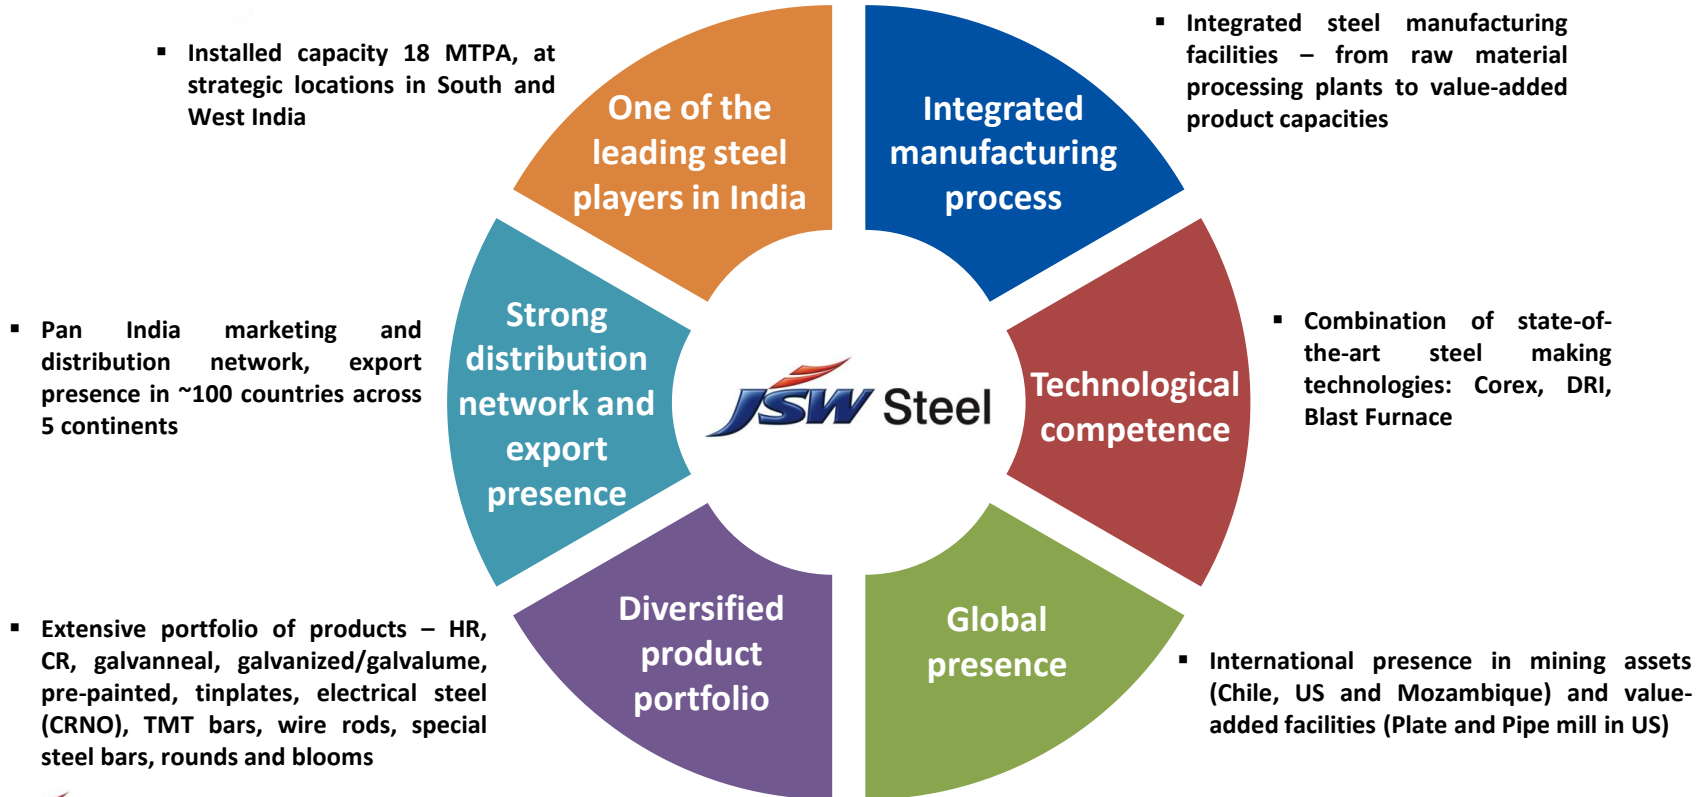 ▪ Installed capacity 18 MTPA, at
strategic locations in South and
West India
One of the
leading steel
players in India
Integrated
manufacturing
process
▪ Integrated steel manufacturing
facilities – from raw material
processing plants to value-added
product capacities
▪ Pan India marketing and
distribution network, export
presence in ~100 countries across
5 continents
Strong
distribution
network and
export
presence
JSW Steel
Technological
competence
▪ Combination of state-of-
the-art steel making
technologies: Corex, DRI,
Blast Furnace
▪ Extensive portfolio of products – HR,
CR, galvanneal, galvanized/galvalume,
pre-painted, tinplates, electrical steel
(CRNO), TMT bars, wire rods, special
steel bars, rounds and blooms
Diversified
product
portfolio
Global
presence
▪ International presence in mining assets
(Chile, US and Mozambique) and value-
added facilities (Plate and Pipe mill in US)